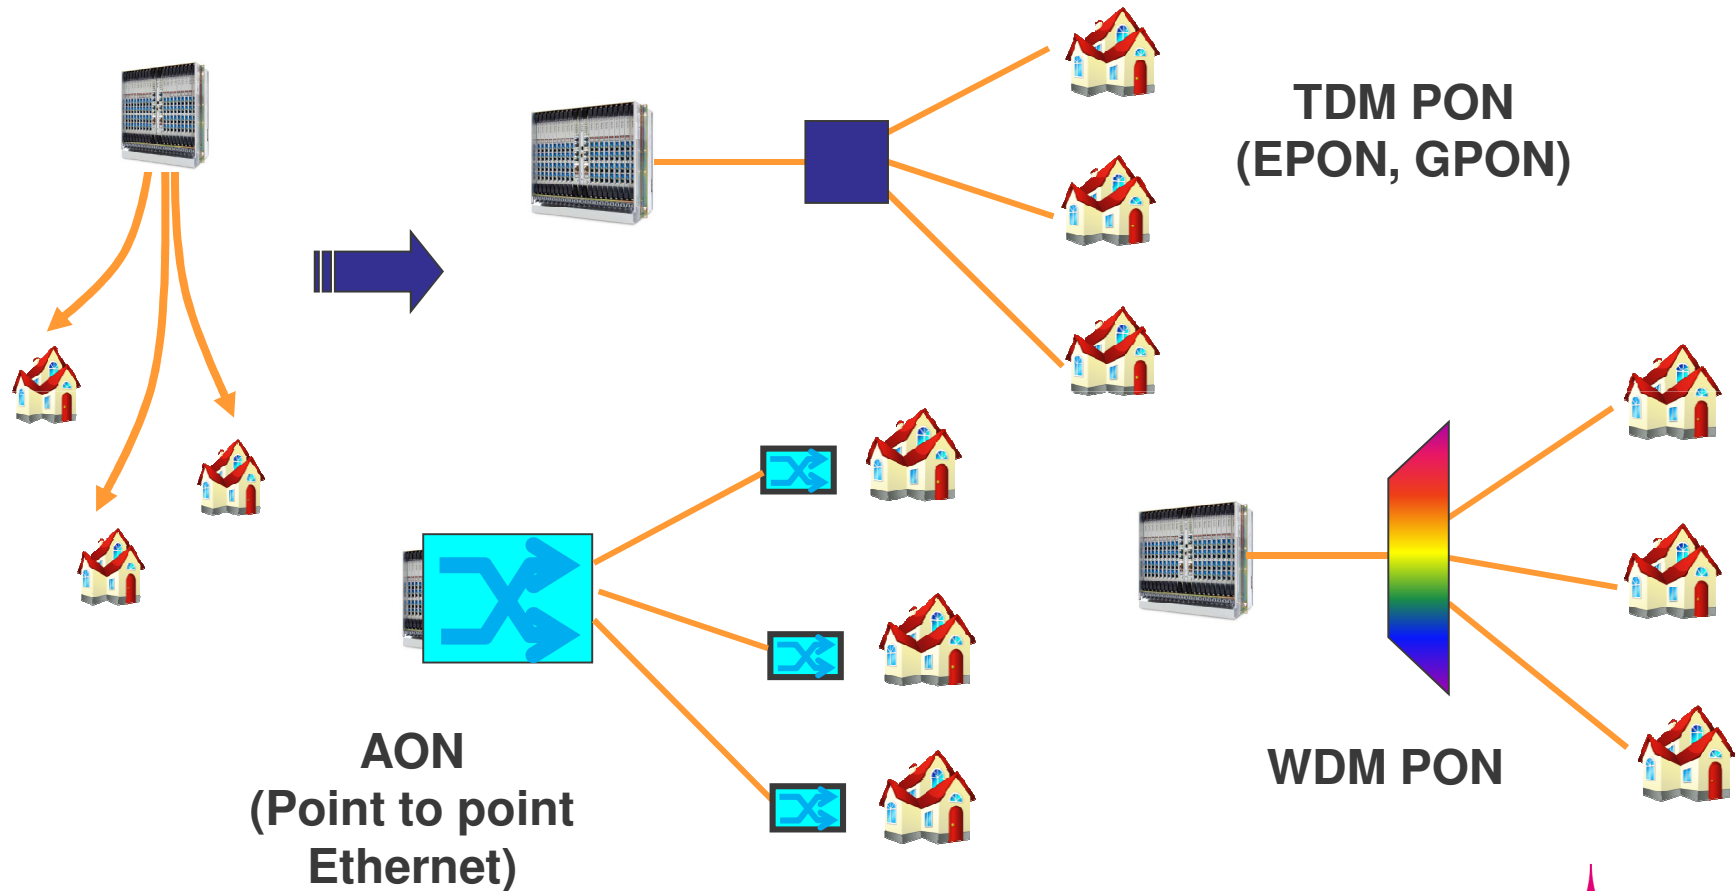 TDM PON
(EPON, GPON)
AON
(Point to point
Ethernet)
WDM PON